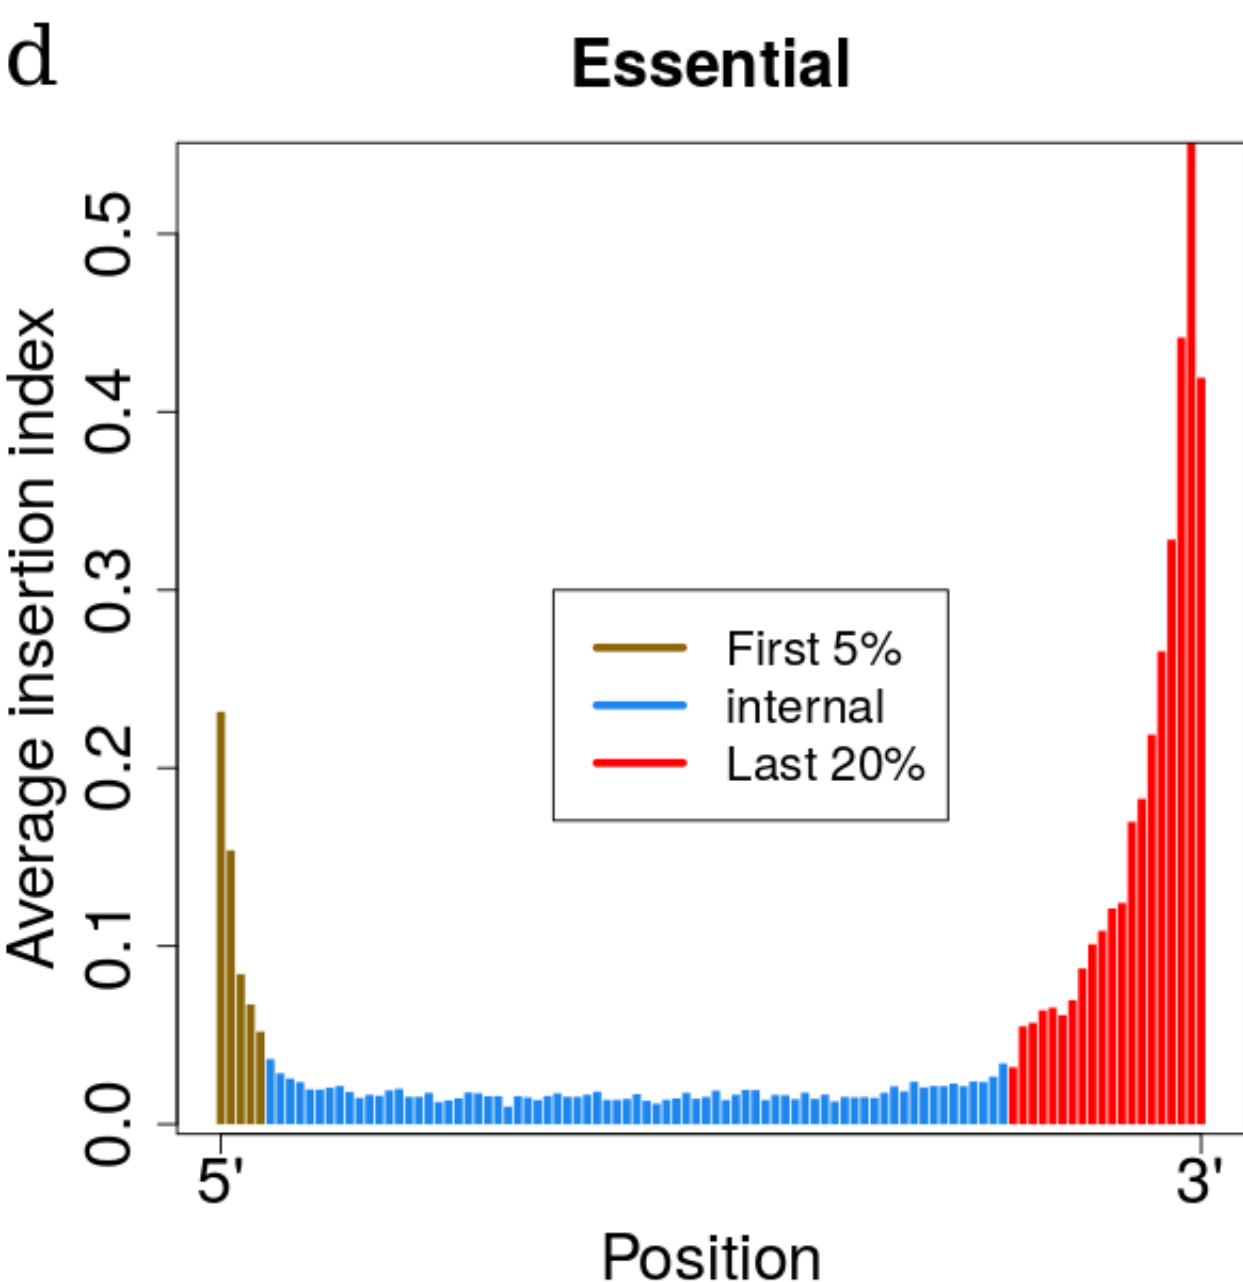 d
Essential
Average insertion index
0.5
0.4
0.3
0.2
0.1
0.0
First 5%
internal
Last 20%
5'
3'
Position